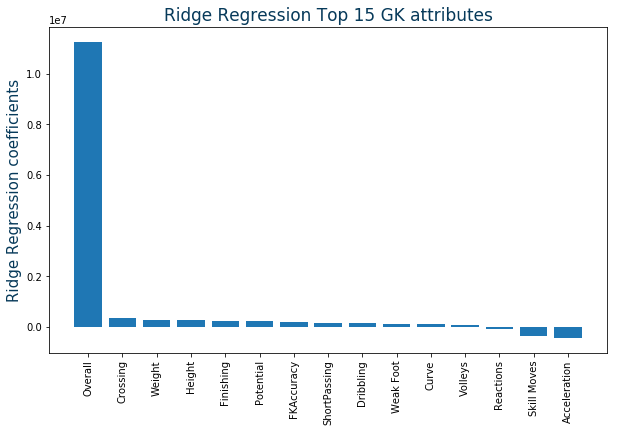 Ridge Regression Top 15 GK attributes
1e7
Ridge Regression coefficients
1.0
0.8
0.6
0.4
0.2
0.0
Overall
Crossing
Weight
Height
Finishing
Potential
FKAccuracy
ShortPassing
Dribbling
Weak Foot
Curve
Volleys
Reactions
Skill Moves
Acceleration